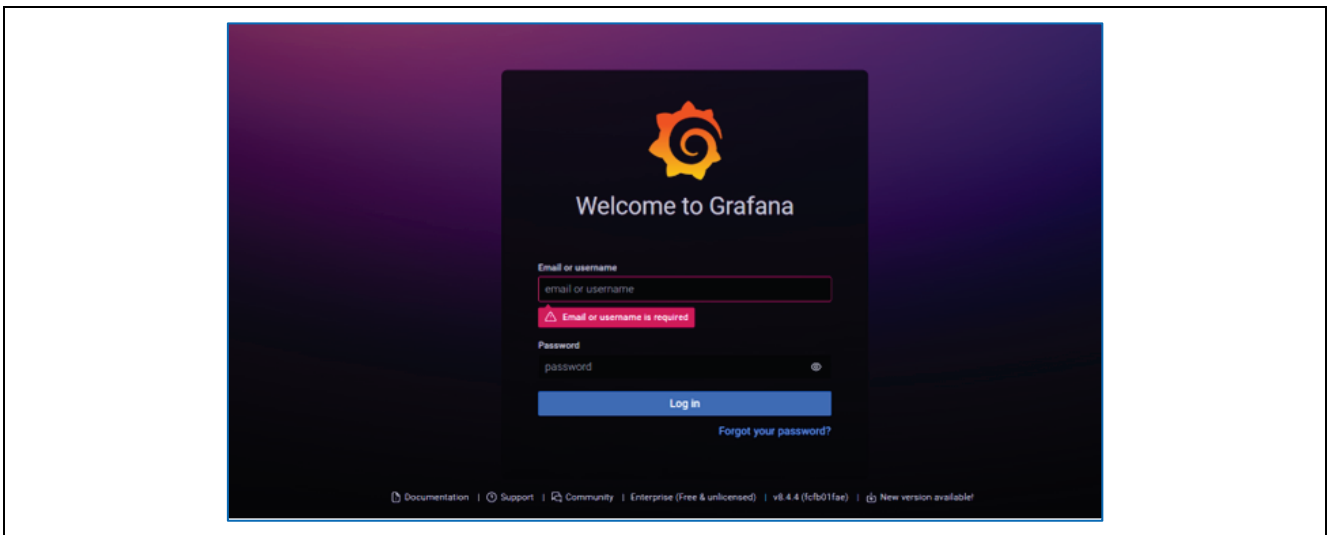 Welcome to Grafana
Email or username
email or username
Email or username is required
Password
password
Log in
Forgot your password?
Documentation | Support | Community | Enterprise (Free & unlicensed) | v8.4.4 (fcfb01fae) | New version available!